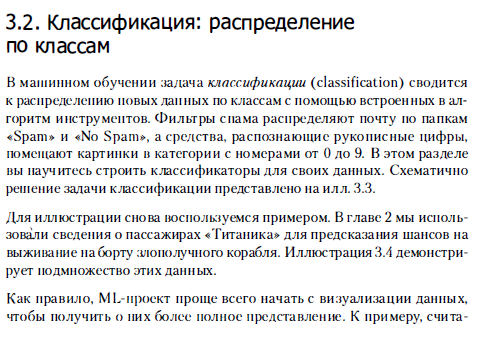 3.2. Классификация: распределение
по классам
В машинном обучении задача классификации (classification) сводится
к распределению новых данных по классам с помощью встроенных в ал-
горитм инструментов. Фильтры спама распределяют почту по папкам
«Spam» и «No Spam», а средства, распознающие рукописные цифры,
помещают картинки в категории с номерами от 0 до 9. В этом разделе
вы научитесь строить классификаторы для своих данных. Схематично
решение задачи классификации представлено на илл. 3.3.
Для иллюстрации снова воспользуемся примером. В главе 2 мы исполь-
зовали сведения о пассажирах «Титаника» для предсказания шансов на
выживание на борту злополучного корабля. Иллюстрация 3.4 демонстри-
рует подмножество этих данных.
Как правило, ML-проект проще всего начать с визуализации данных,
чтобы получить о них более полное представление. К примеру, счита-